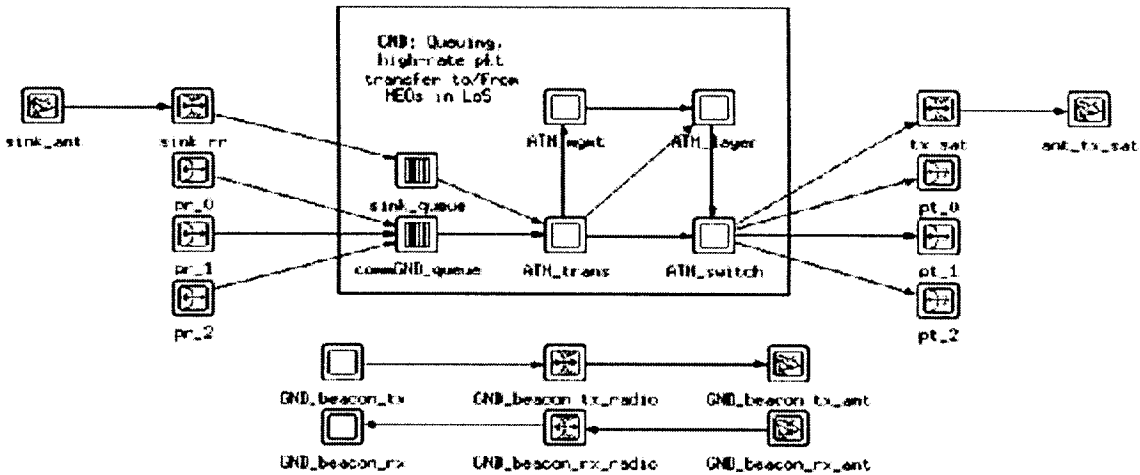 GND: Queuing,
high-rate pkt
transfer to/from
MEOs in LoS
sink_ant
sink_rr
ATM_mgmt
ATM_layer
tx_sat
ant_tx_sat
pr_0
sink_queue
pt_0
pr_1
commGND_queue
ATM_trans
ATM_switch
pt_1
pr_2
pt_2
GND_beacon_tx
GND_beacon_tx_radio
GND_beacon_tx_ant
GND_beacon_rx
GND_beacon_rx_radio
GND_beacon_rx_ant